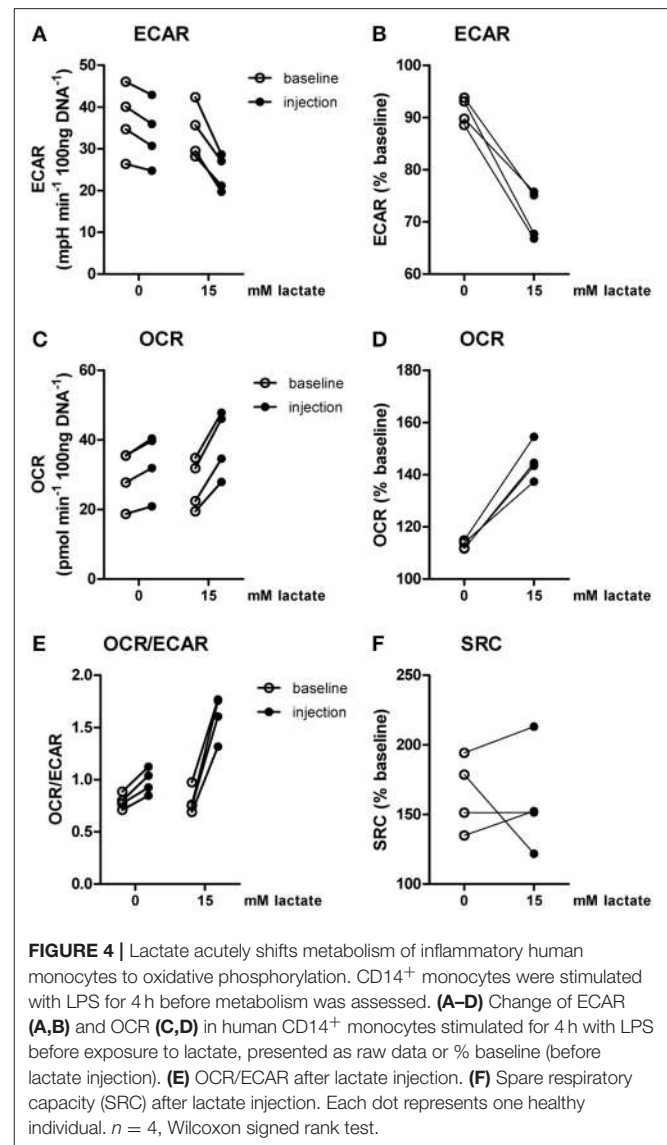 A ECAR
ECAR
(mpH min⁻¹ 100ng DNA⁻¹)
50
40
30
20
10
0
0 15 mM lactate
baseline
injection
B ECAR
ECAR (% baseline)
100
90
80
70
60
0 15 mM lactate
C OCR
OCR
(pmol min⁻¹ 100ng DNA⁻¹)
60
40
20
0
0 15 mM lactate
baseline
injection
D OCR
OCR (% baseline)
180
160
140
120
100
0 15 mM lactate
E OCR/ECAR
OCR/ECAR
2.0
1.5
1.0
0.5
0.0
0 15 mM lactate
baseline
injection
F SRC
SRC (% baseline)
250
200
150
100
0 15 mM lactate
FIGURE 4 | Lactate acutely shifts metabolism of inflammatory human
monocytes to oxidative phosphorylation. CD14⁺ monocytes were stimulated
with LPS for 4 h before metabolism was assessed. (A–D) Change of ECAR
(A,B) and OCR (C,D) in human CD14⁺ monocytes stimulated for 4 h with LPS
before exposure to lactate, presented as raw data or % baseline (before
lactate injection). (E) OCR/ECAR after lactate injection. (F) Spare respiratory
capacity (SRC) after lactate injection. Each dot represents one healthy
individual. n = 4, Wilcoxon signed rank test.